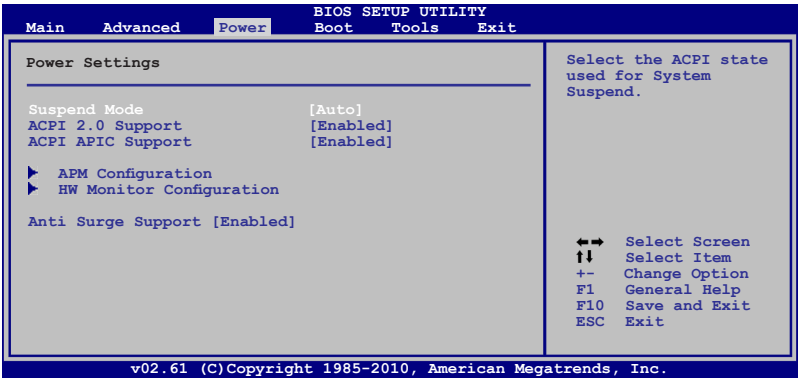 BIOS SETUP UTILITY
Main Advanced Power Boot Tools Exit
Power Settings
Suspend Mode [Auto]
ACPI 2.0 Support [Enabled]
ACPI APIC Support [Enabled]
APM Configuration
HW Monitor Configuration
Anti Surge Support [Enabled]
Select the ACPI state
used for System
Suspend.
←→ Select Screen
↑↓ Select Item
+- Change Option
F1 General Help
F10 Save and Exit
ESC Exit
v02.61 (C)Copyright 1985-2010, American Megatrends, Inc.